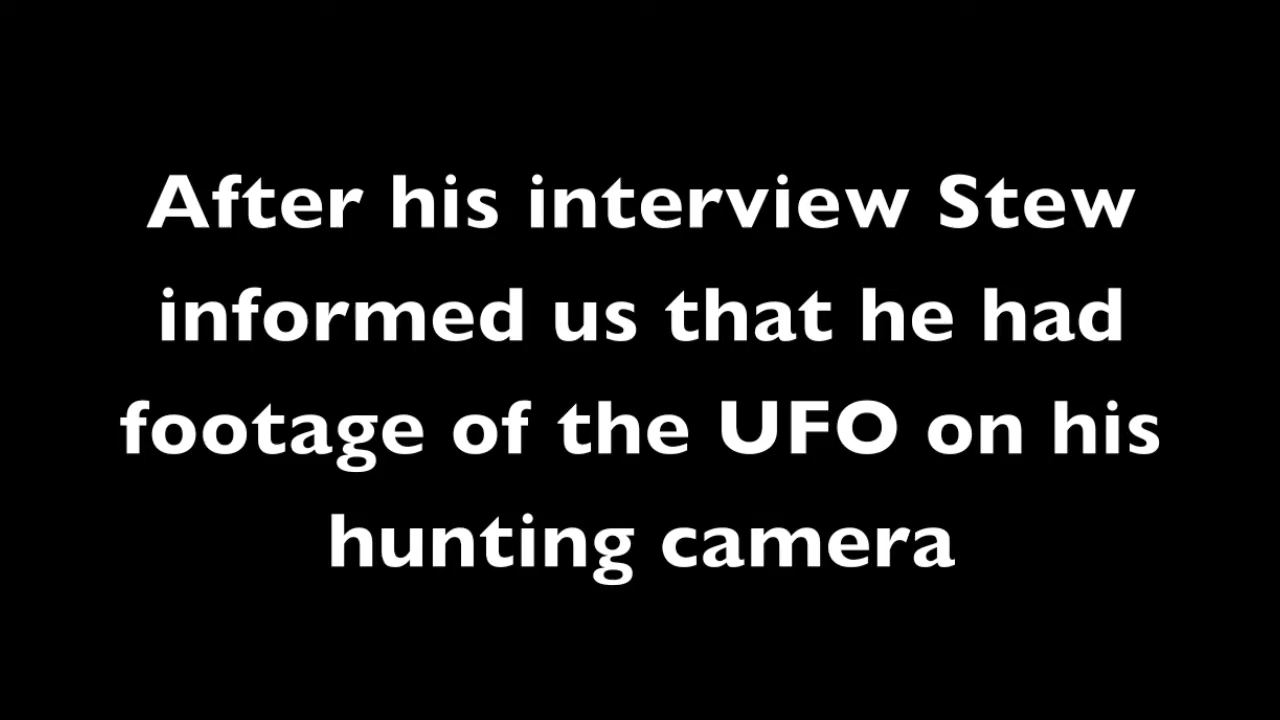 After his interview Stew
informed us that he had
footage of the UFO on his
hunting camera